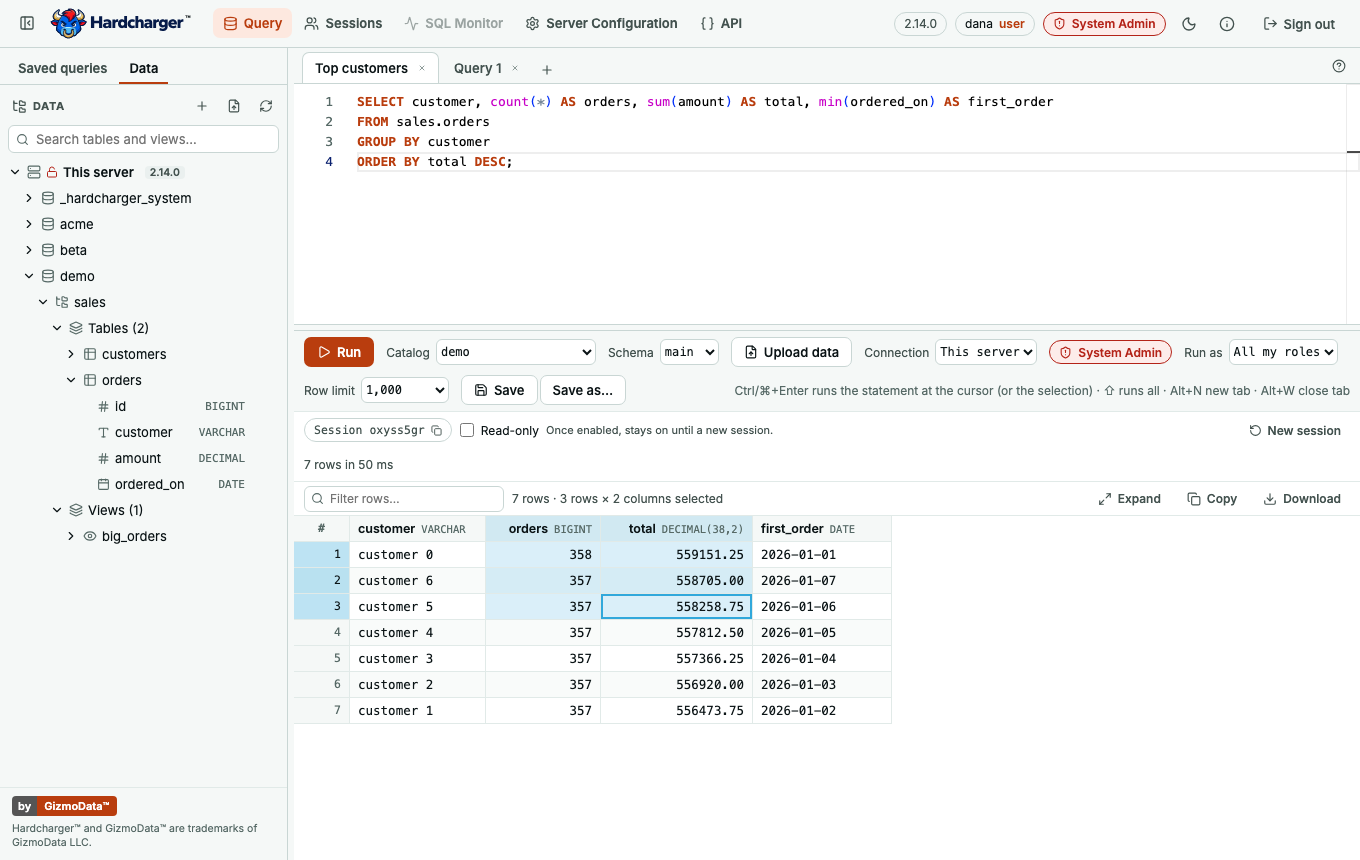 Hardcharger™ Query Sessions SQL Monitor Server Configuration {} API 2.14.0 dana user System Admin Sign out
Saved queries Data
DATA
Search tables and views...
This server 2.14.0
_hardcharger_system
acme
beta
demo
sales
Tables (2)
customers
orders
# id BIGINT
customer VARCHAR
# amount DECIMAL
ordered_on DATE
Views (1)
big_orders
by GizmoData™
Hardcharger™ and GizmoData™ are trademarks of
GizmoData LLC.
Top customers × Query 1 × +
1 SELECT customer, count(*) AS orders, sum(amount) AS total, min(ordered_on) AS first_order
2 FROM sales.orders
3 GROUP BY customer
4 ORDER BY total DESC;
Run Catalog demo Schema main Upload data Connection This server System Admin Run as All my roles
Row limit 1,000 Save Save as... Ctrl/⌘+Enter runs the statement at the cursor (or the selection) · ⇧ runs all · Alt+N new tab · Alt+W close tab
Session oxyss5gr Read-only Once enabled, stays on until a new session. New session
7 rows in 50 ms
Filter rows... 7 rows · 3 rows × 2 columns selected Expand Copy Download
# customer VARCHAR orders BIGINT total DECIMAL(38,2) first_order DATE
1 customer 0 358 559151.25 2026-01-01
2 customer 6 357 558705.00 2026-01-07
3 customer 5 357 558258.75 2026-01-06
4 customer 4 357 557812.50 2026-01-05
5 customer 3 357 557366.25 2026-01-04
6 customer 2 357 556920.00 2026-01-03
7 customer 1 357 556473.75 2026-01-02